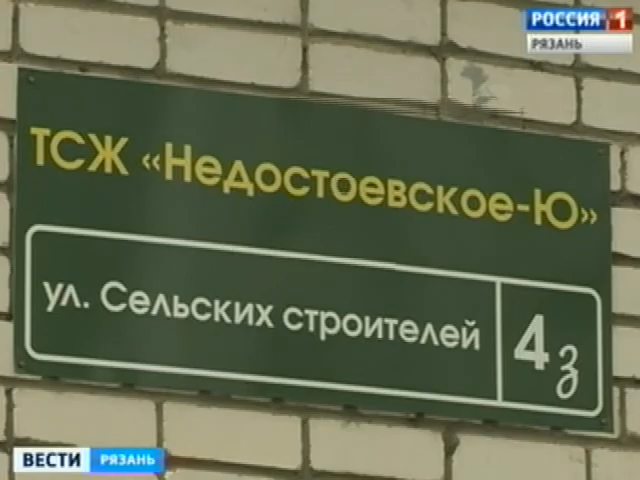 РОССИЯ 1
РЯЗАНЬ
ТСЖ «Недостоевское-Ю»
ул. Сельских строителей 4з
ВЕСТИ РЯЗАНЬ